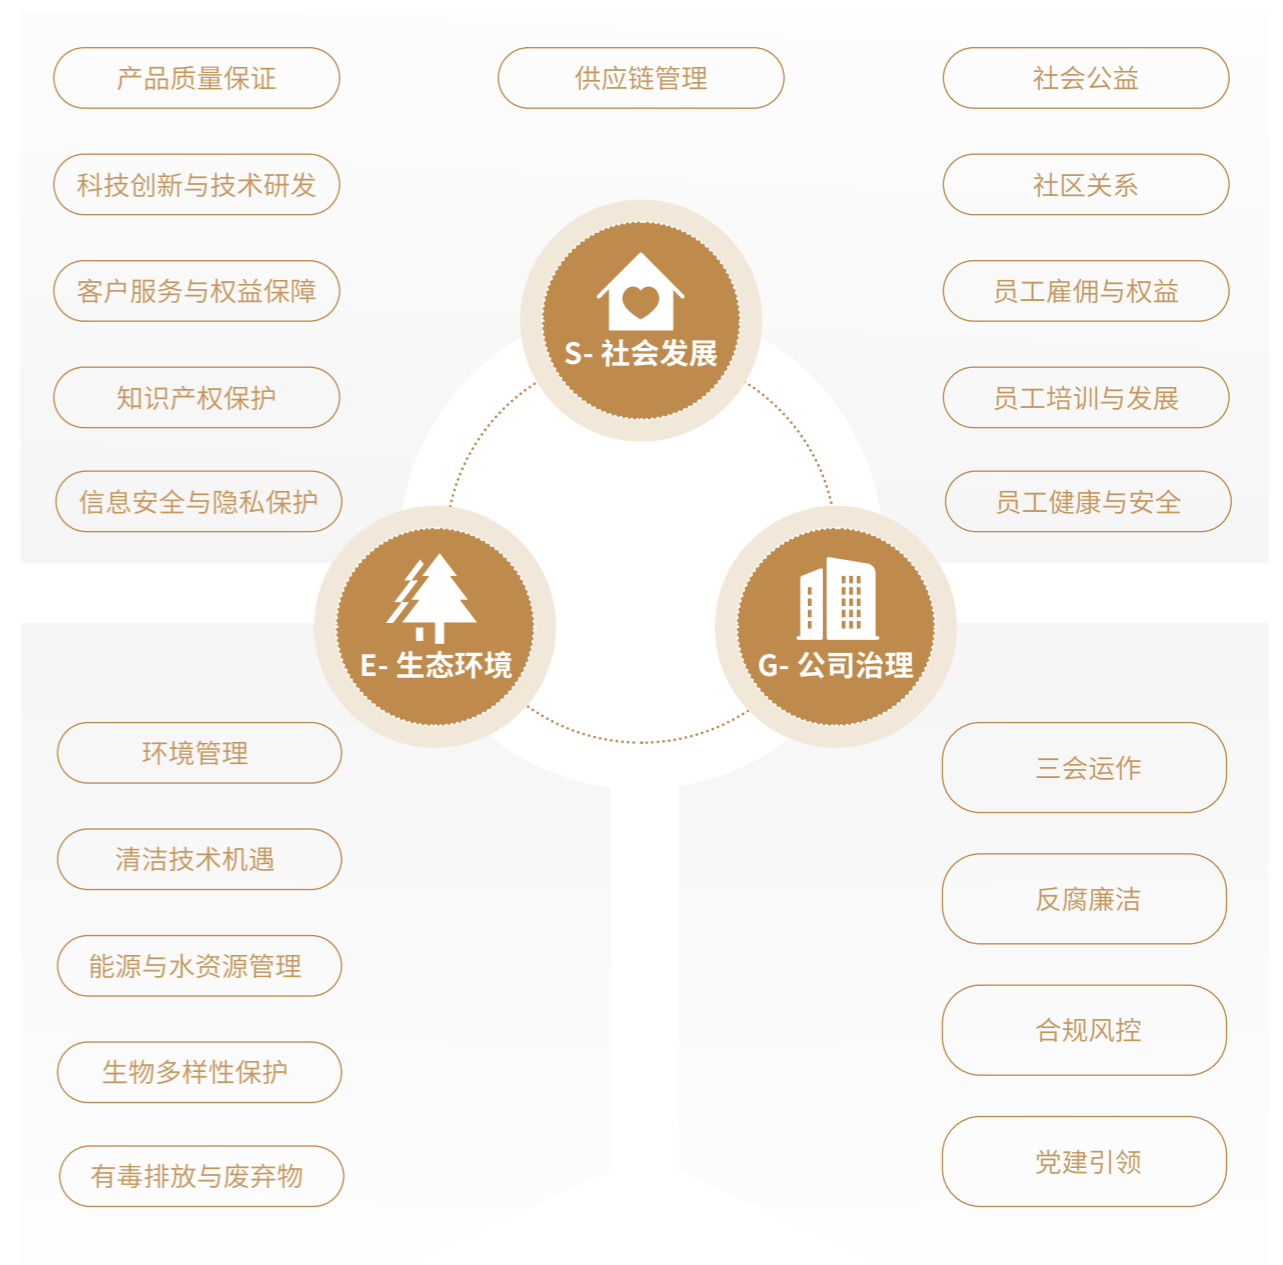 产品质量保证
供应链管理
社会公益
科技创新与技术研发
社区关系
客户服务与权益保障
员工雇佣与权益
S- 社会发展
知识产权保护
员工培训与发展
信息安全与隐私保护
员工健康与安全
E- 生态环境
G- 公司治理
环境管理
三会运作
清洁技术机遇
反腐廉洁
能源与水资源管理
合规风控
生物多样性保护
党建引领
有毒排放与废弃物